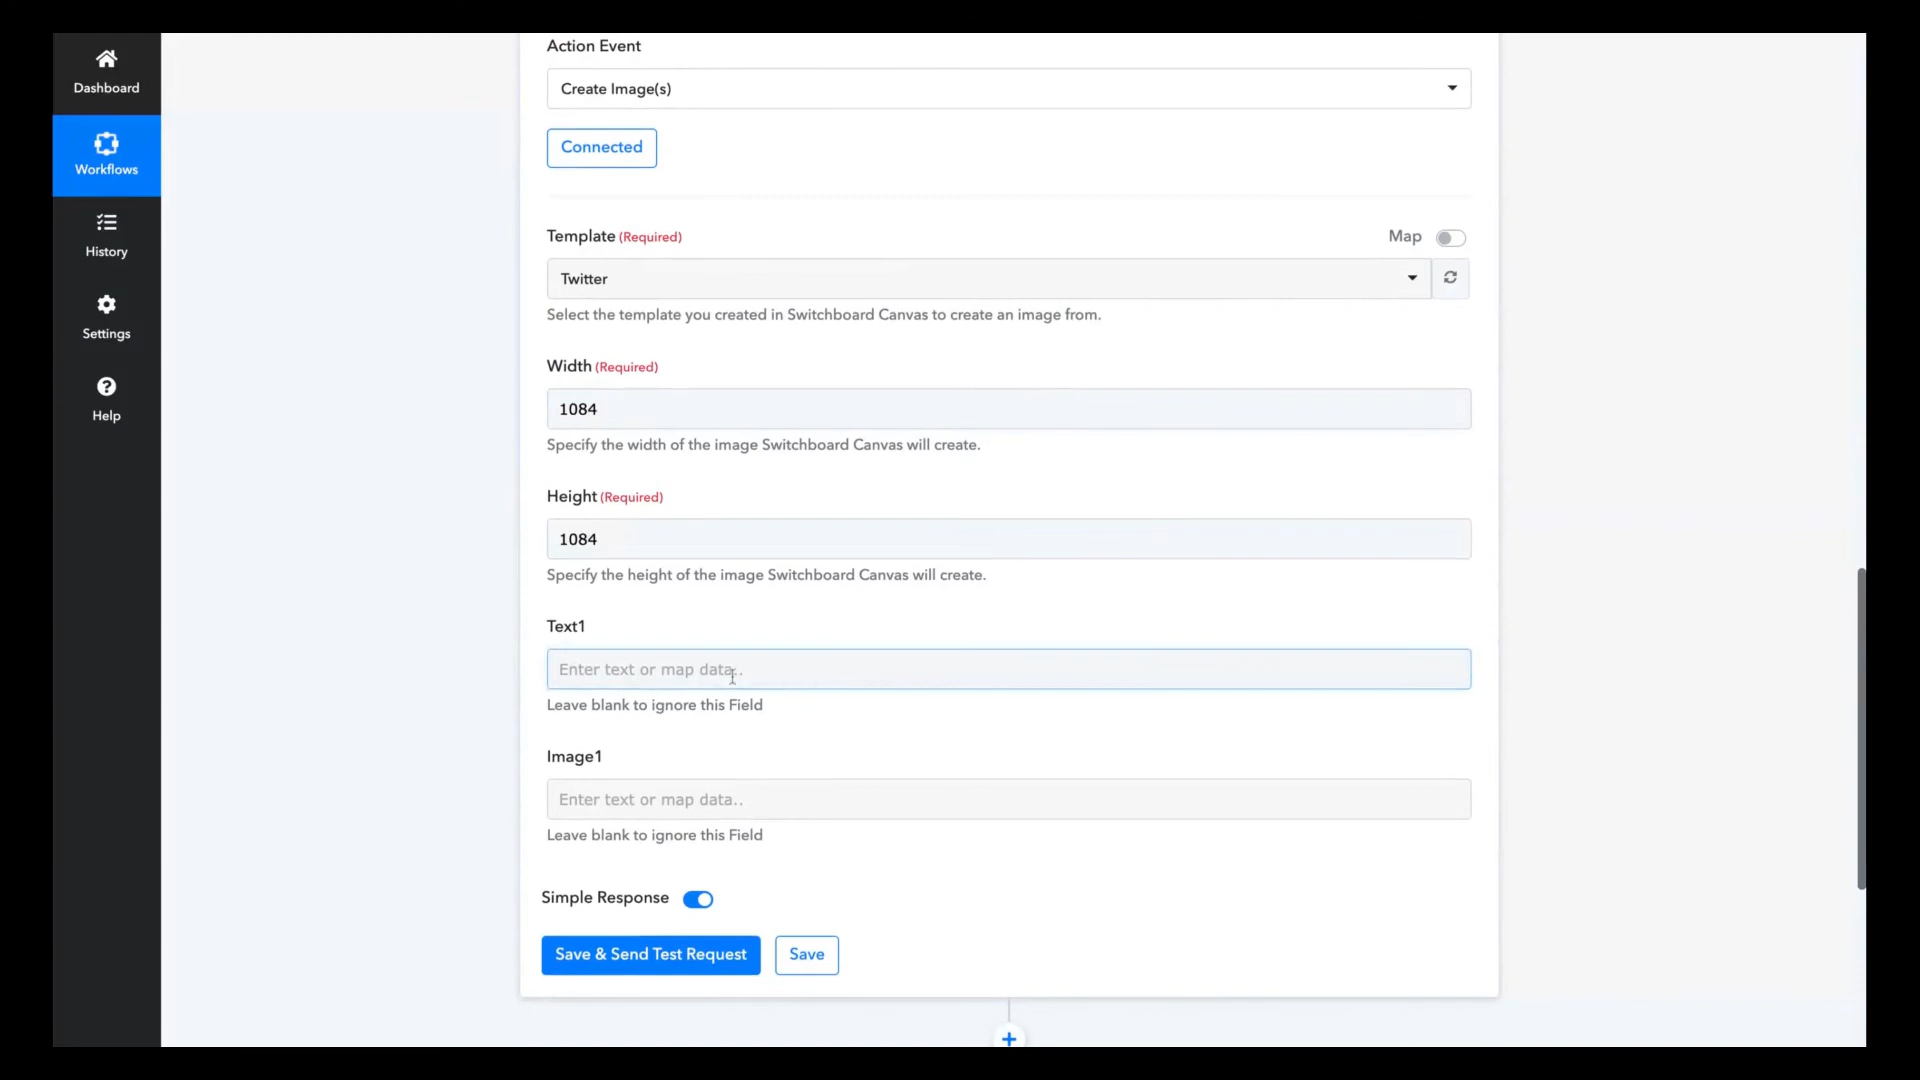 Dashboard
Workflows
History
Settings
Help
Action Event
Create Image(s)
Connected
Template (Required)
Map
Twitter
Select the template you created in Switchboard Canvas to create an image from.
Width (Required)
1084
Specify the width of the image Switchboard Canvas will create.
Height (Required)
1084
Specify the height of the image Switchboard Canvas will create.
Text1
Enter text or map data..
Leave blank to ignore this Field
Image1
Enter text or map data..
Leave blank to ignore this Field
Simple Response
Save & Send Test Request
Save